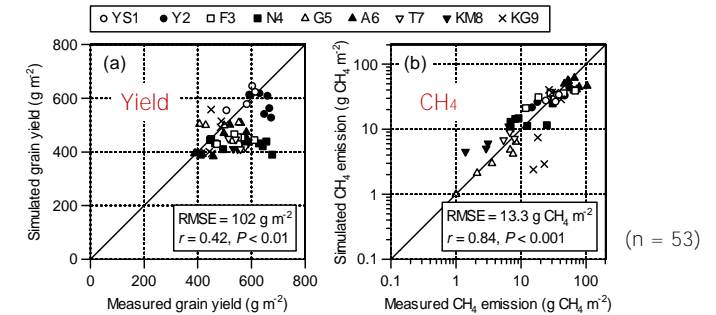 YS1 Y2 F3 N4 G5 A6 T7 KM8 KG9
(a)
Yield
Simulated grain yield (g m-2)
800
600
400
200
0
RMSE = 102 g m-2
r = 0.42, P < 0.01
0 200 400 600 800
Measured grain yield (g m-2)
(b)
CH4
Simulated CH4 emission (g CH4 m-2)
100
10
1
0.1
RMSE = 13.3 g CH4 m-2
r = 0.84, P < 0.001
0.1 1 10 100
Measured CH4 emission (g CH4 m-2)
(n = 53)